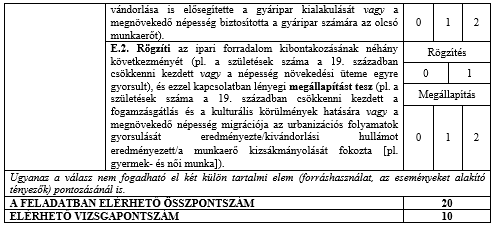 vándorlása is elősegítette a gyáripar kialakulását vagy a
megnövekedő népesség biztosította a gyáripar számára az olcsó
munkaerőt).
0 1 2
E.2. Rögzíti az ipari forradalom kibontakozásának néhány
következményét (pl. a születések száma a 19. században
csökkenni kezdett vagy a népesség növekedési üteme egyre
gyorsult), és ezzel kapcsolatban lényegi megállapítást tesz (pl. a
születések száma a 19. században csökkenni kezdett a
fogamzásgátlás és a kulturális körülmények hatására vagy a
megnövekedő népesség migrációja az urbanizációs folyamatok
gyorsulását eredményezte/kivándorlási hullámot
eredményezett/a munkaerő kizsákmányolását fokozta [pl.
gyermek- és női munka]).
Rögzítés
0 1
Megállapítás
0 1 2
Ugyanaz a válasz nem fogadható el két külön tartalmi elem (forráshasználat, az eseményeket alakító
tényezők) pontozásánál is.
A FELADATBAN ELÉRHETŐ ÖSSZPONTSZÁM 20
ELÉRHETŐ VIZSGAPONTSZÁM 10